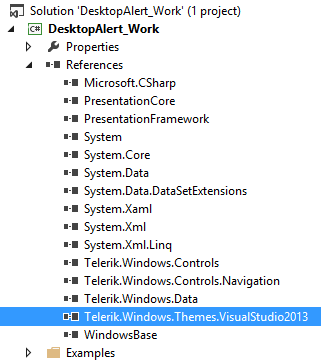 Solution 'DesktopAlert_Work' (1 project)
C# DesktopAlert_Work
Properties
References
Microsoft.CSharp
PresentationCore
PresentationFramework
System
System.Core
System.Data
System.Data.DataSetExtensions
System.Xaml
System.Xml
System.Xml.Linq
Telerik.Windows.Controls
Telerik.Windows.Controls.Navigation
Telerik.Windows.Data
Telerik.Windows.Themes.VisualStudio2013
WindowsBase
Examples